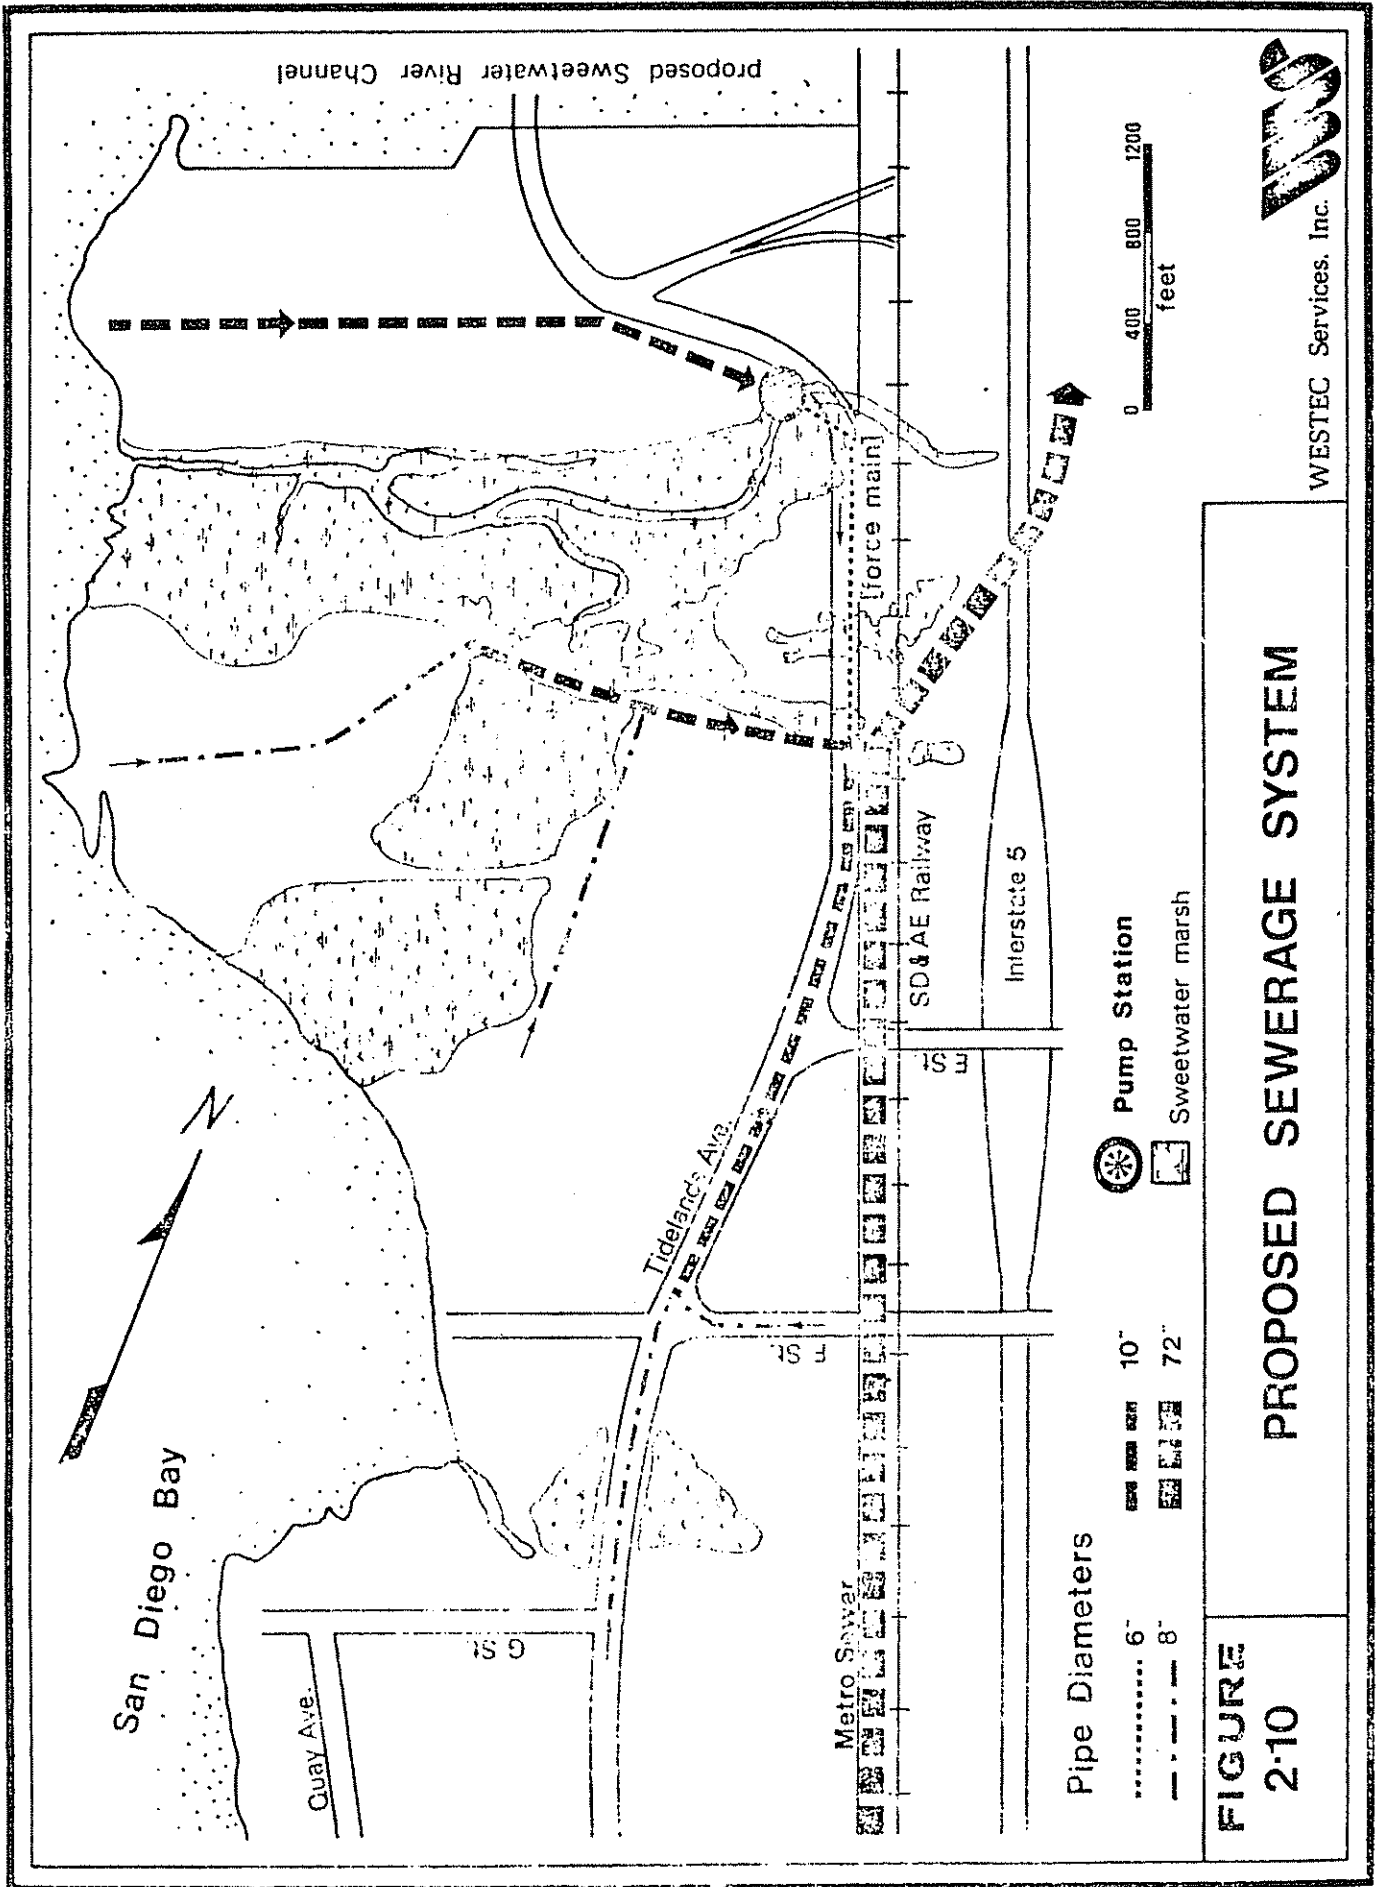 proposed Sweetwater River Channel
San Diego Bay
N
Quay Ave.
G St.
F St.
E St.
Tidelands Ave.
[force main]
Metro Sewer
SD & AE Railway
Interstate 5
Pipe Diameters
6"
8"
10"
72"
Pump Station
Sweetwater marsh
0 400 800 1200
feet
FIGURE
2-10
PROPOSED SEWERAGE SYSTEM
WESTEC Services, Inc.